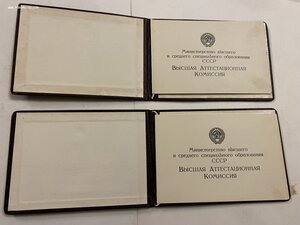 Министерство высшего
и среднего специального образования
СССР
Высшая Аттестационная
Комиссия
Министерство высшего
и среднего специального образования
СССР
Высшая Аттестационная
Комиссия